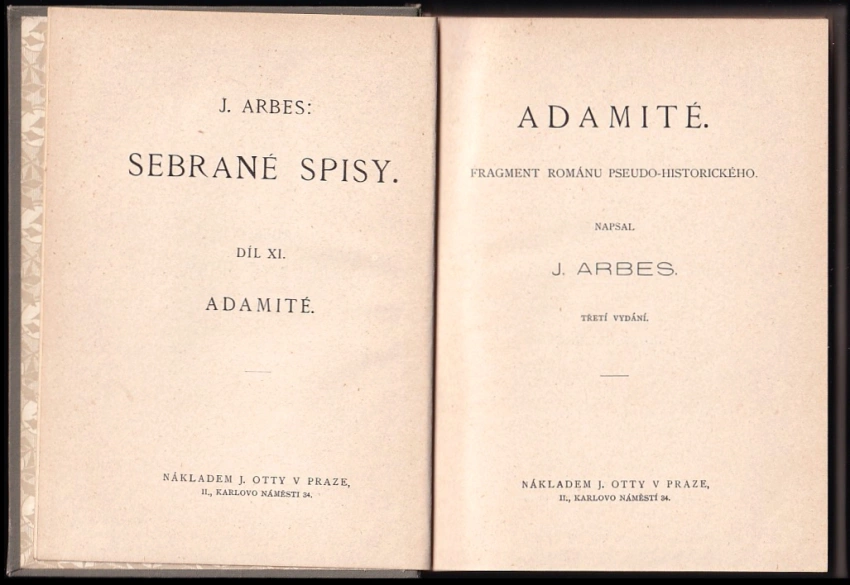 J. ARBES:
SEBRANÉ SPISY.
DÍL XI.
ADAMITÉ.
NÁKLADEM J. OTTY V PRAZE,
II., KARLOVO NÁMĚSTI 34.
ADAMITÉ.
FRAGMENT ROMÁNU PSEUDO-HISTORICKÉHO.
NAPSAL
J. ARBES.
TŘETÍ VYDÁNÍ.
NÁKLADEM J. OTTY V PRAZE,
II., KARLOVO NÁMĚSTÍ 34.